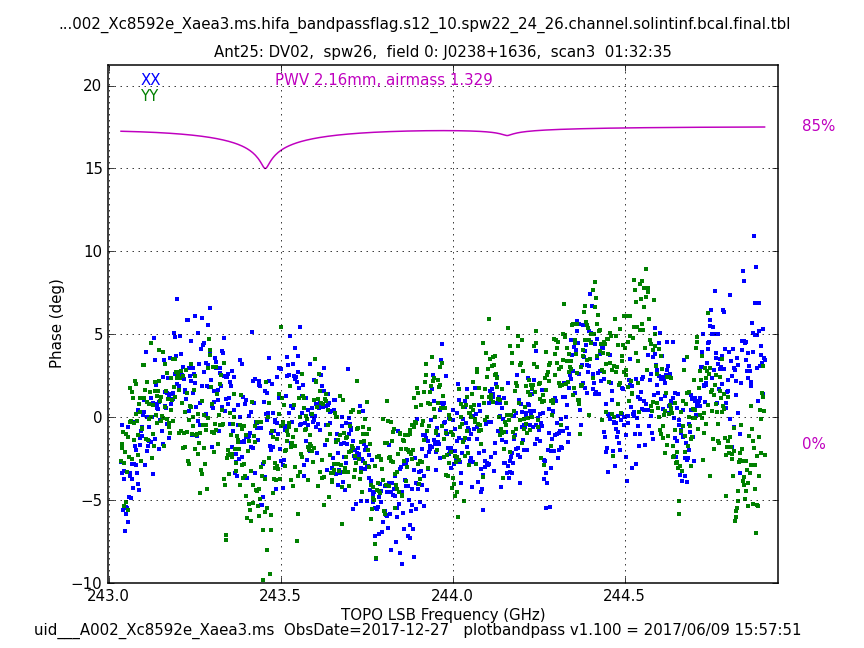 ...002_Xc8592e_Xaea3.ms.hifa_bandpassflag.s12_10.spw22_24_26.channel.solintinf.bcal.final.tbl
Ant25: DV02,  spw26,  field 0: J0238+1636,  scan3  01:32:35
XX
YY
PWV 2.16mm, airmass 1.329
85%
0%
20
15
10
5
0
−5
−10
Phase (deg)
243.0
243.5
244.0
244.5
TOPO LSB Frequency (GHz)
uid___A002_Xc8592e_Xaea3.ms  ObsDate=2017-12-27   plotbandpass v1.100 = 2017/06/09 15:57:51